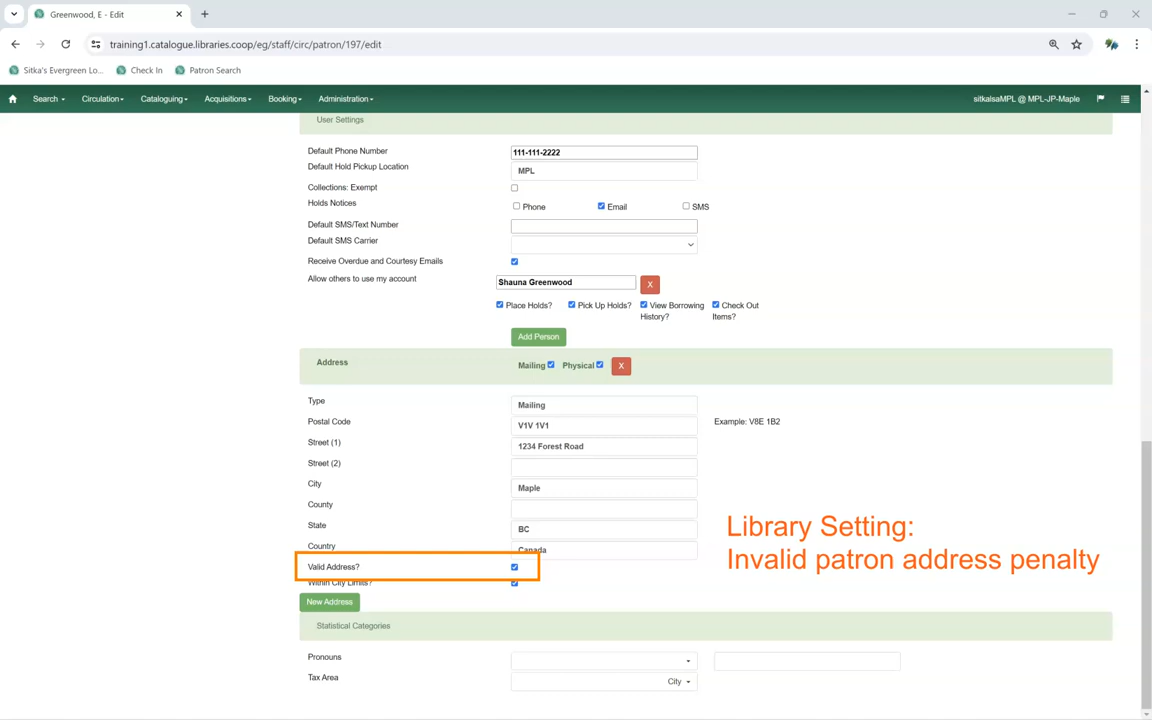 Greenwood, E - Edit
training1.catalogue.libraries.coop/eg/staff/circ/patron/197/edit
Sitka's Evergreen Lo... Check In Patron Search
Search Circulation Cataloguing Acquisitions Booking Administration sitkalsaMPL @ MPL-JP-Maple
User Settings
Default Phone Number 111-111-2222
Default Hold Pickup Location MPL
Collections: Exempt
Holds Notices Phone Email SMS
Default SMS/Text Number
Default SMS Carrier
Receive Overdue and Courtesy Emails
Allow others to use my account Shauna Greenwood X
Place Holds? Pick Up Holds? View Borrowing History? Check Out Items?
Add Person
Address Mailing Physical X
Type Mailing
Postal Code V1V 1V1 Example: V8E 1B2
Street (1) 1234 Forest Road
Street (2)
City Maple
County
State BC
Country Canada
Valid Address?
Within City Limits?
Library Setting:
Invalid patron address penalty
New Address
Statistical Categories
Pronouns
Tax Area City